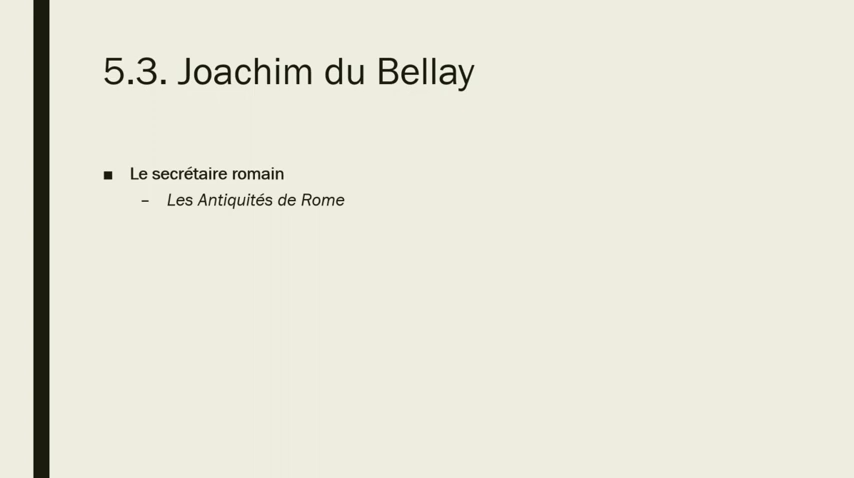 5.3. Joachim du Bellay
■ Le secrétaire romain
– Les Antiquités de Rome